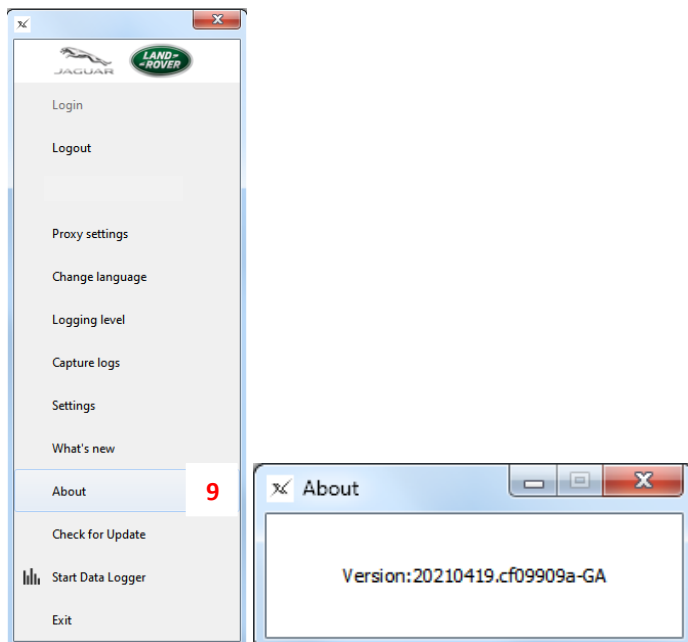 JAGUAR
LAND-
-ROVER
Login
Logout
Proxy settings
Change language
Logging level
Capture logs
Settings
What's new
About
9
Check for Update
Start Data Logger
Exit
About
Version:20210419.cf09909a-GA